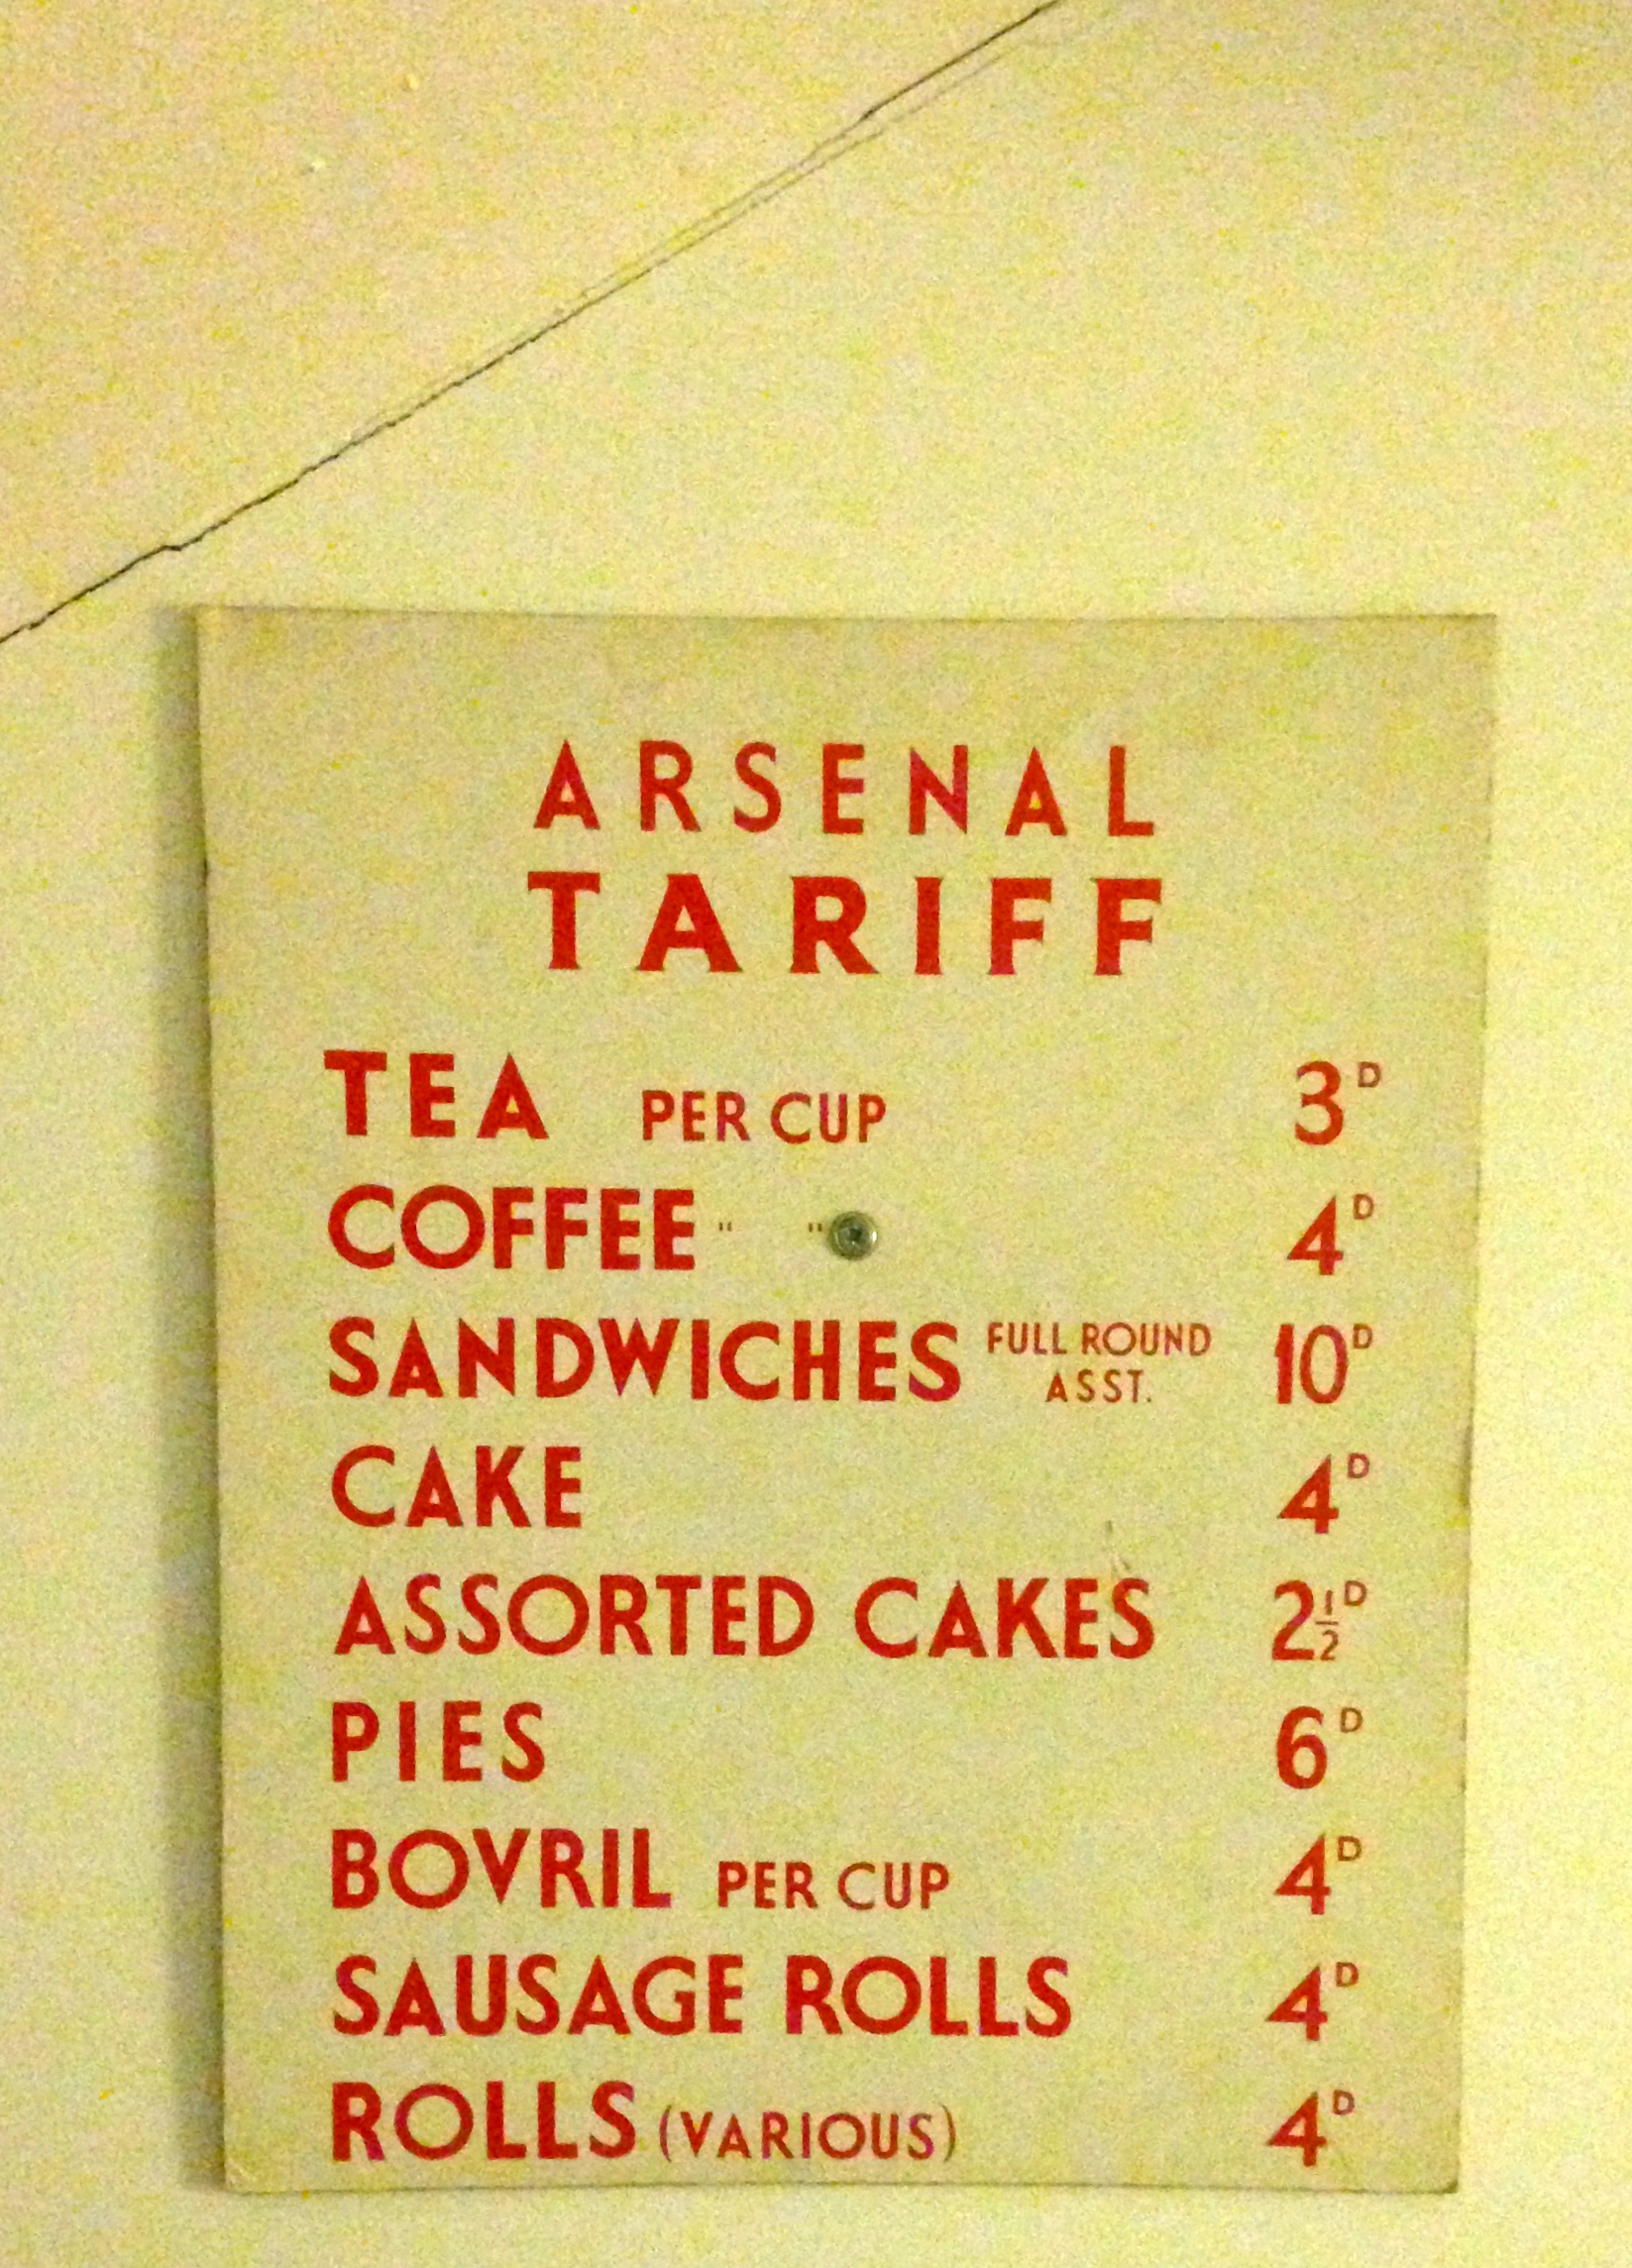 ARSENAL
TARIFF
TEA PER CUP 3D
COFFEE " " 4D
SANDWICHES FULL ROUND ASST. 10D
CAKE 4D
ASSORTED CAKES 2½D
PIES 6D
BOVRIL PER CUP 4D
SAUSAGE ROLLS 4D
ROLLS (VARIOUS) 4D